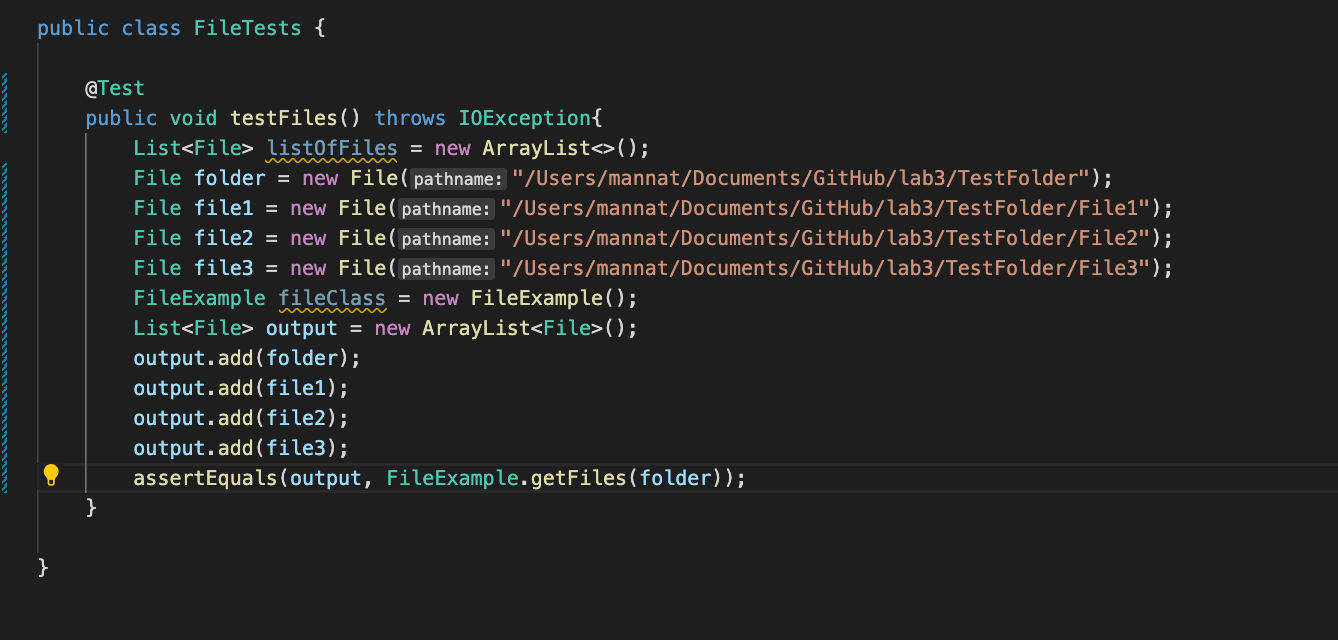 public class FileTests {
@Test
public void testFiles() throws IOException{
List<File> listOfFiles = new ArrayList<>();
File folder = new File(pathname:"/Users/mannat/Documents/GitHub/lab3/TestFolder");
File file1 = new File(pathname:"/Users/mannat/Documents/GitHub/lab3/TestFolder/File1");
File file2 = new File(pathname:"/Users/mannat/Documents/GitHub/lab3/TestFolder/File2");
File file3 = new File(pathname:"/Users/mannat/Documents/GitHub/lab3/TestFolder/File3");
FileExample fileClass = new FileExample();
List<File> output = new ArrayList<File>();
output.add(folder);
output.add(file1);
output.add(file2);
output.add(file3);
assertEquals(output, FileExample.getFiles(folder));
}
}